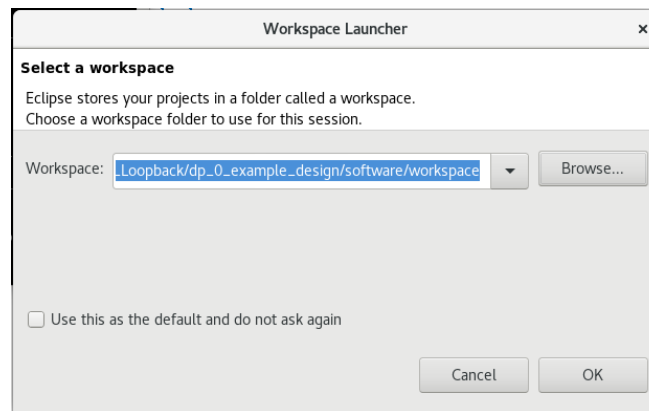 Workspace Launcher
Select a workspace
Eclipse stores your projects in a folder called a workspace.
Choose a workspace folder to use for this session.
Workspace: _Loopback/dp_0_example_design/software/workspace Browse...
Use this as the default and do not ask again
Cancel OK